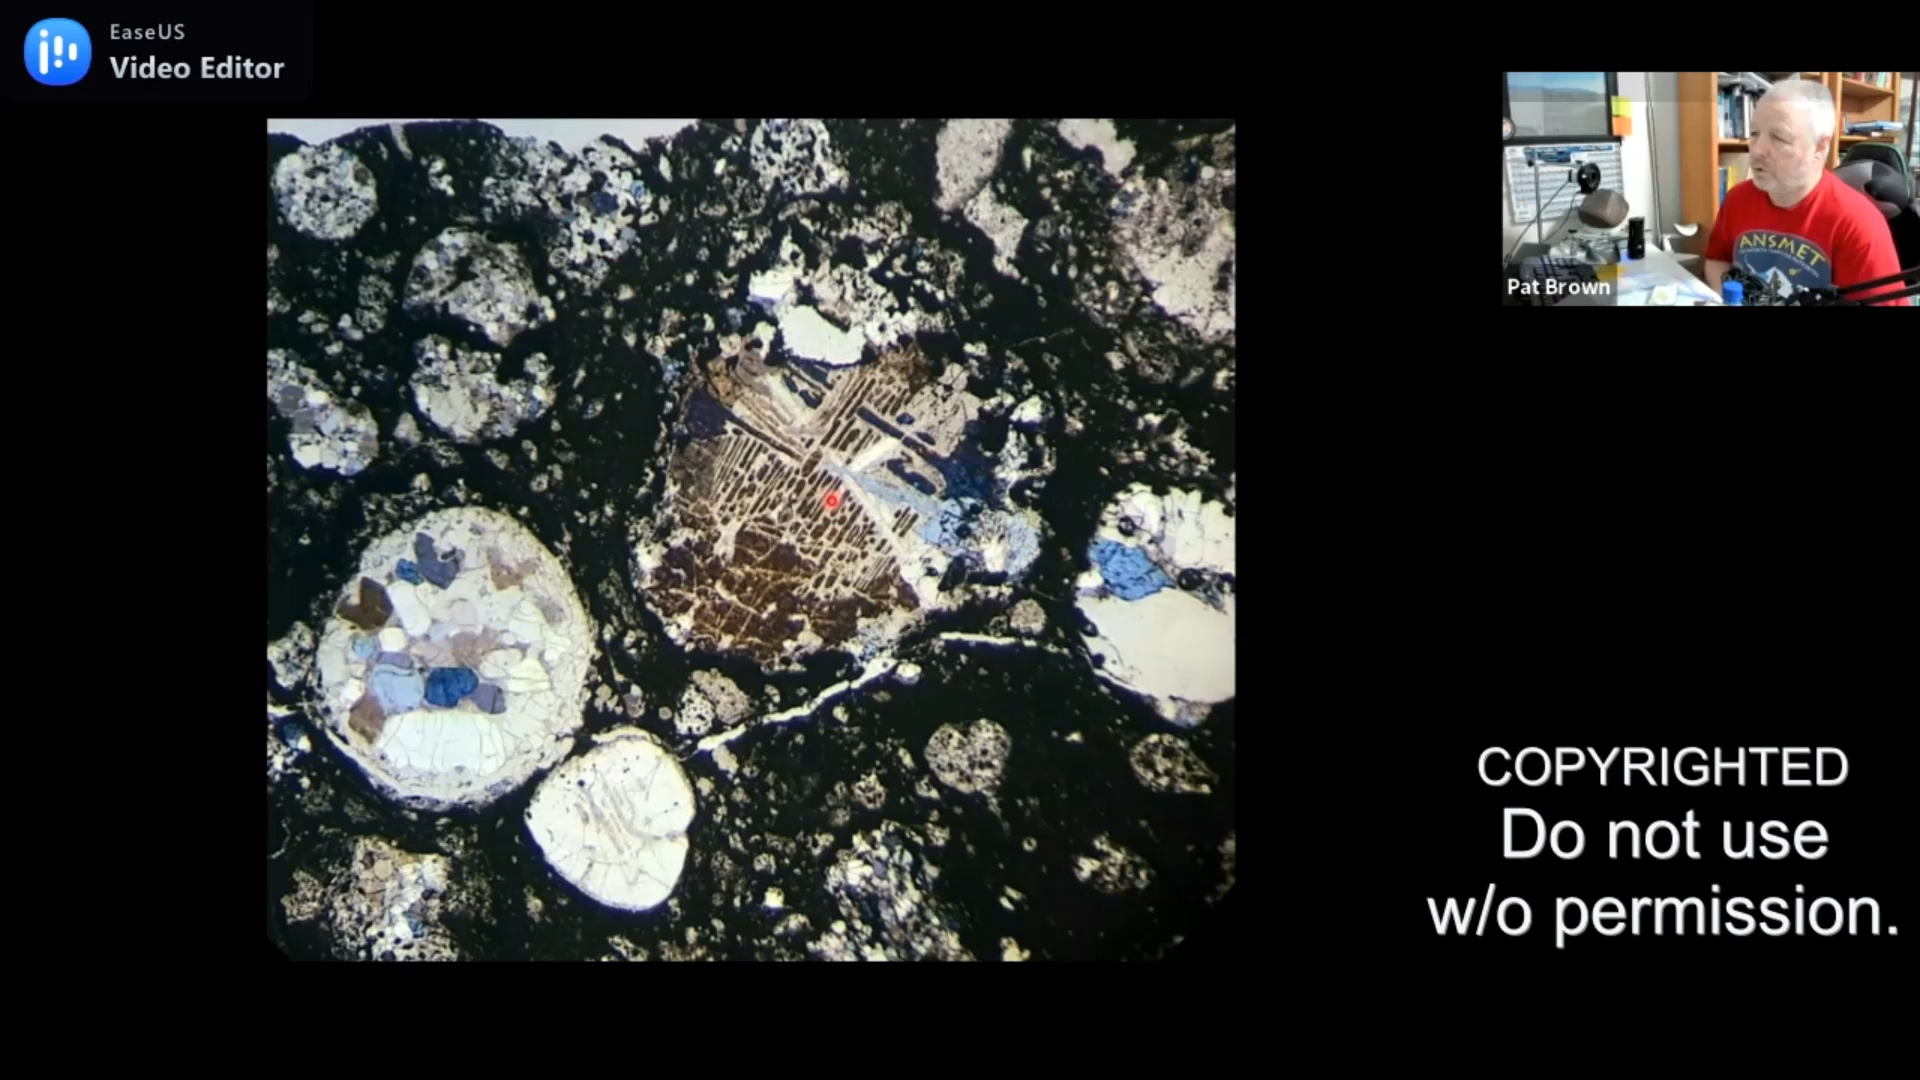 EaseUS
Video Editor
ANSMET
Pat Brown
COPYRIGHTED
Do not use
w/o permission.